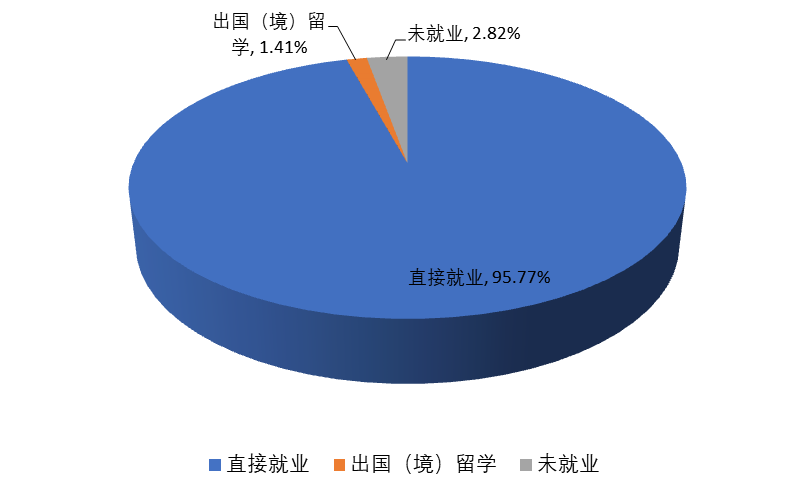 出国（境）留
学, 1.41%
未就业, 2.82%
直接就业, 95.77%
直接就业 出国（境）留学 未就业